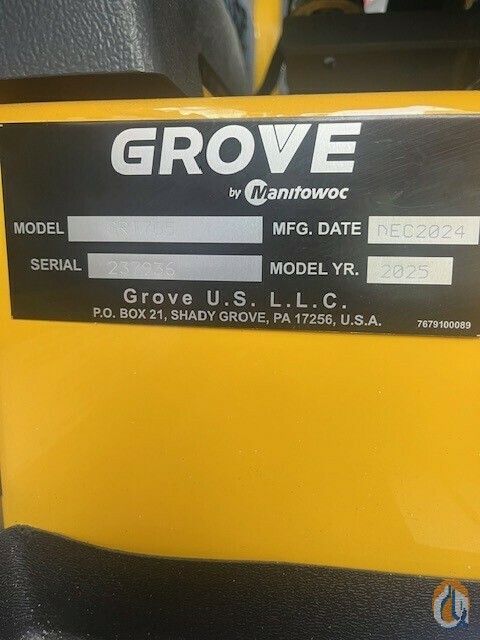 GROVE
by Manitowoc
MODEL MFG. DATE DEC2024
SERIAL 237936 MODEL YR. 2025
Grove U.S. L.L.C.
P.O. BOX 21, SHADY GROVE, PA 17256, U.S.A.
7679100089